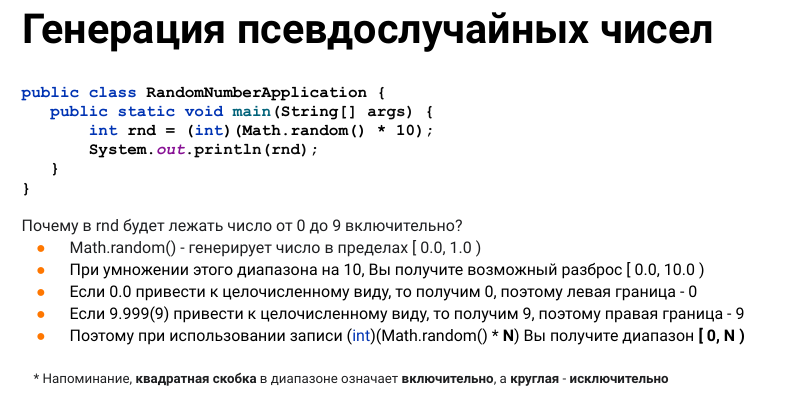 Генерация псевдослучайных чисел
public class RandomNumberApplication {
public static void main(String[] args) {
int rnd = (int)(Math.random() * 10);
System.out.println(rnd);
}
}
Почему в rnd будет лежать число от 0 до 9 включительно?
Math.random() - генерирует число в пределах [ 0.0, 1.0 )
При умножении этого диапазона на 10, Вы получите возможный разброс [ 0.0, 10.0 )
Если 0.0 привести к целочисленному виду, то получим 0, поэтому левая граница - 0
Если 9.999(9) привести к целочисленному виду, то получим 9, поэтому правая граница - 9
Поэтому при использовании записи (int)(Math.random() * N) Вы получите диапазон [ 0, N )
* Напоминание, квадратная скобка в диапазоне означает включительно, а круглая - исключительно